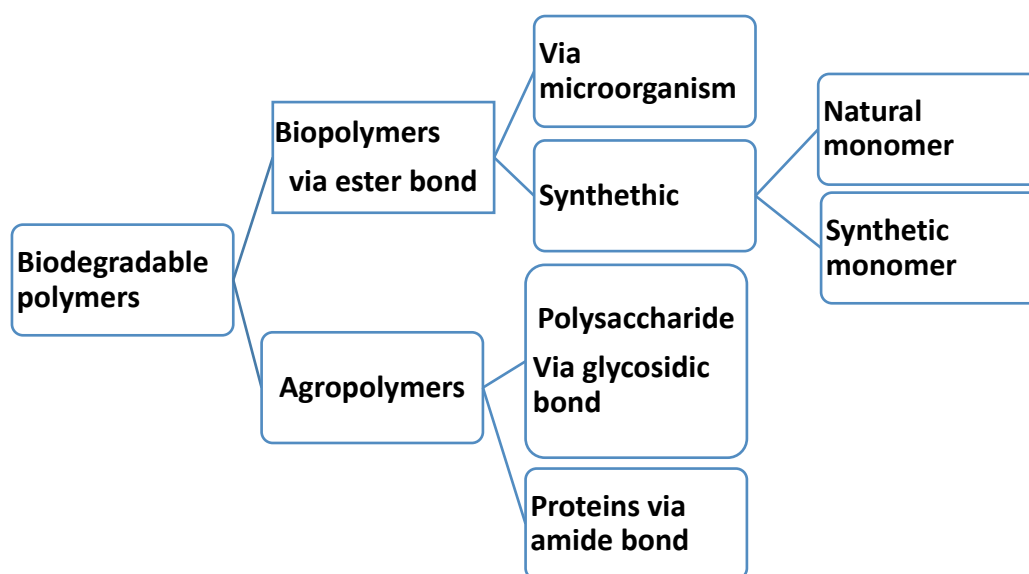 Biodegradable
polymers
Biopolymers
via ester bond
Agropolymers
Via
microorganism
Synthethic
Polysaccharide
Via glycosidic
bond
Proteins via
amide bond
Natural
monomer
Synthetic
monomer